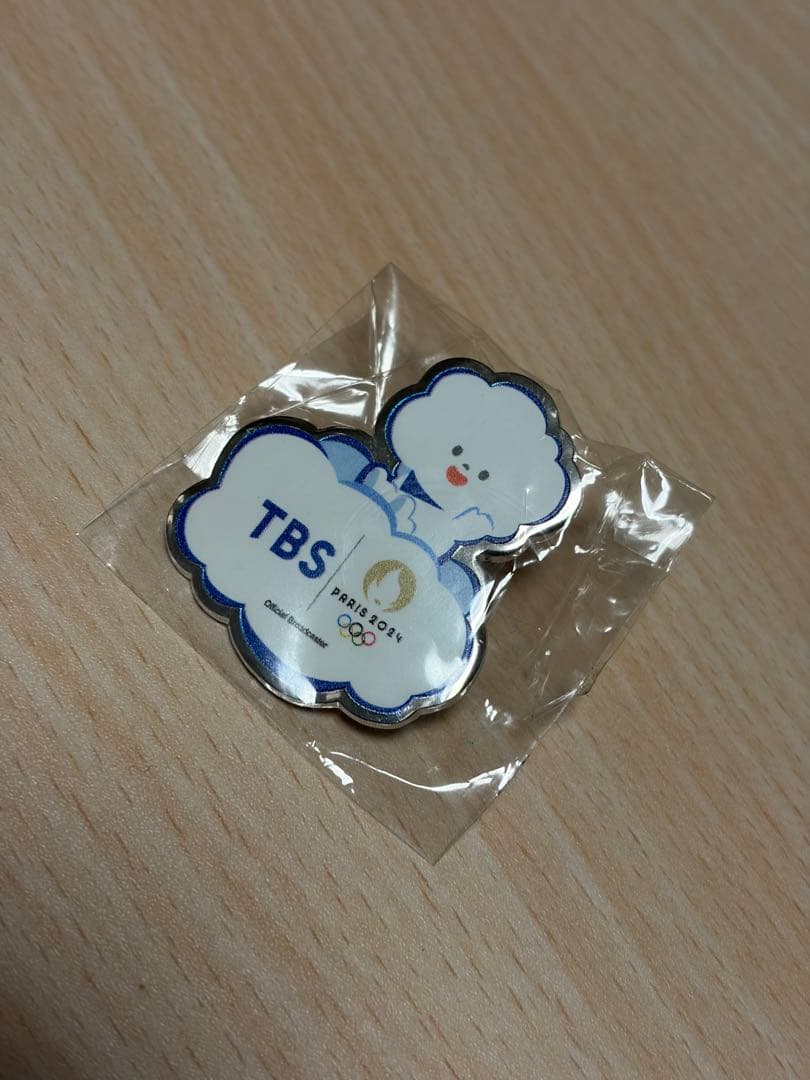 TBS
Official Broadcaster
PARIS 2024